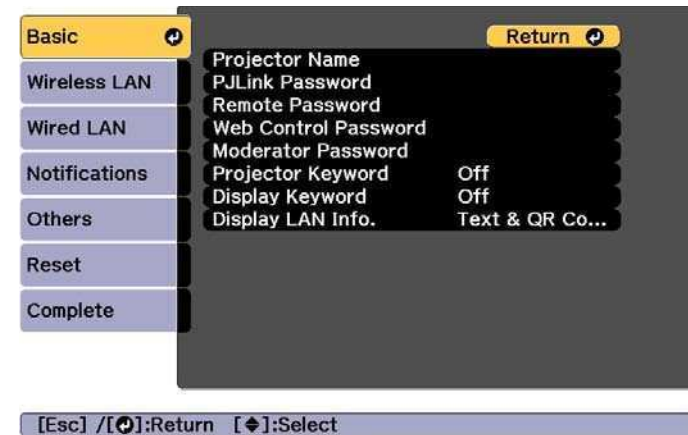 Basic
Wireless LAN
Wired LAN
Notifications
Others
Reset
Complete
Return
Projector Name
PJLink Password
Remote Password
Web Control Password
Moderator Password
Projector Keyword Off
Display Keyword Off
Display LAN Info. Text & QR Co...
[Esc] /[⏎]:Return [◆]:Select